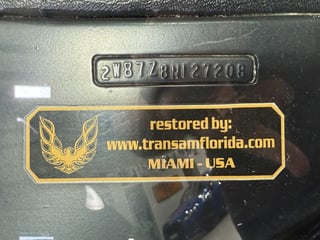 2W87Z8N127208
restored by:
www.transamflorida.com
MIAMI - USA